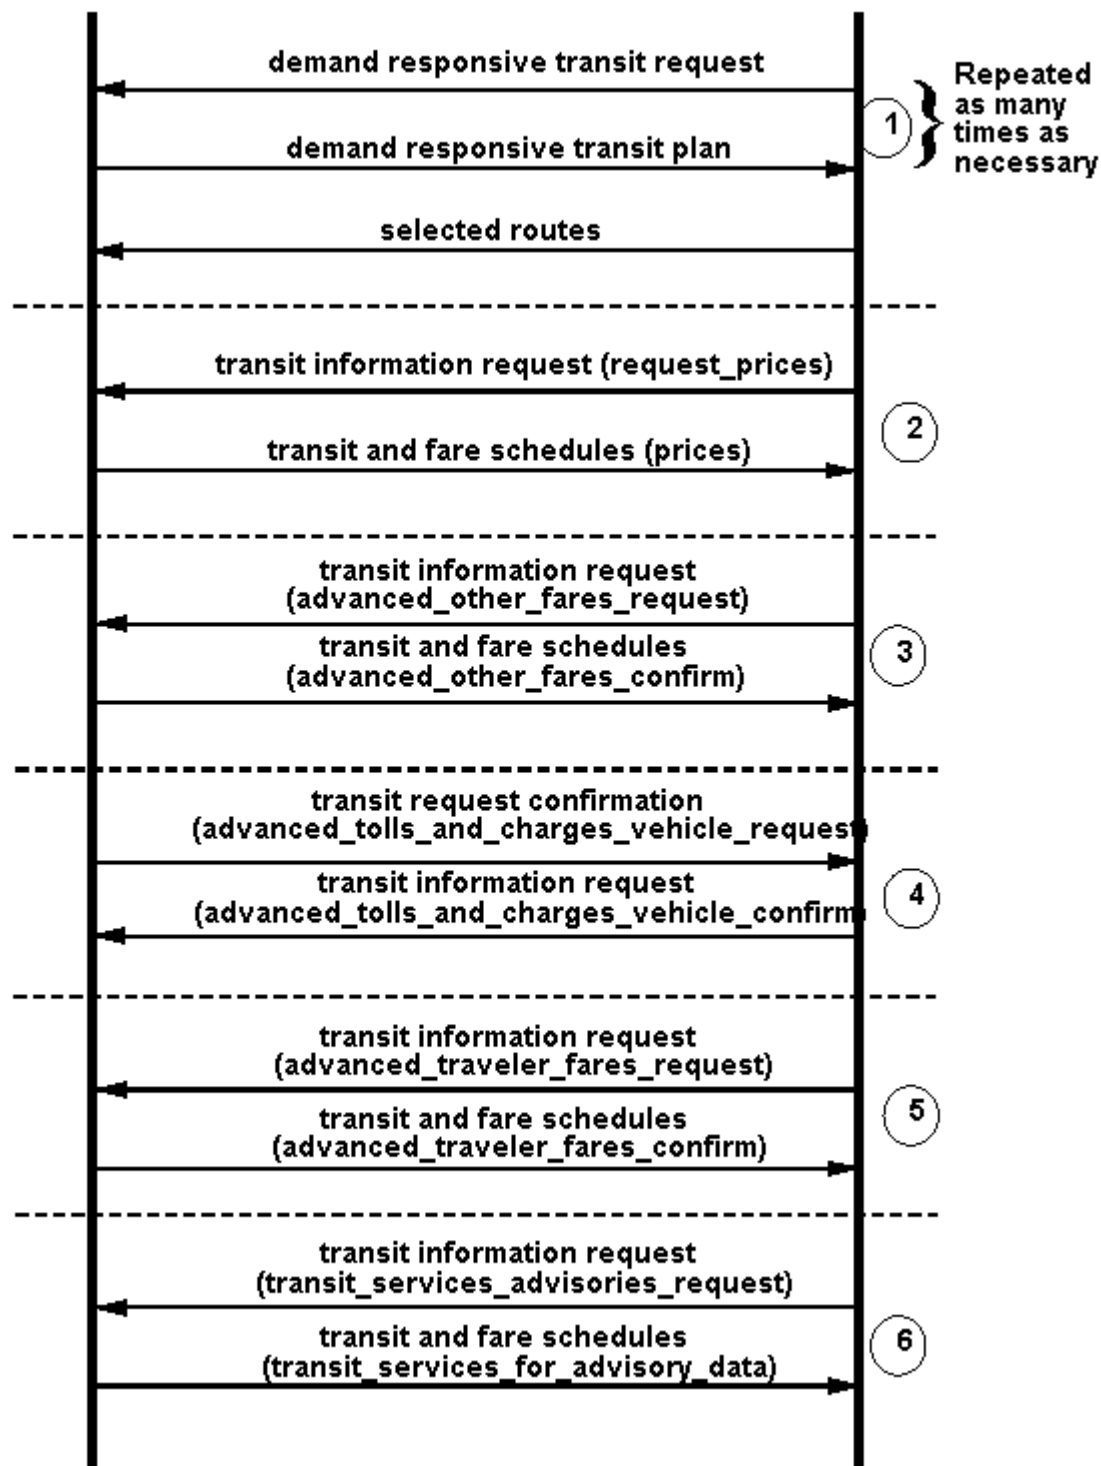 demand responsive transit request
Repeated
as many
times as
necessary
1
demand responsive transit plan
selected routes
transit information request (request_prices)
2
transit and fare schedules (prices)
transit information request
(advanced_other_fares_request)
3
transit and fare schedules
(advanced_other_fares_confirm)
transit request confirmation
(advanced_tolls_and_charges_vehicle_request)
transit information request
4
(advanced_tolls_and_charges_vehicle_confirm)
transit information request
(advanced_traveler_fares_request)
5
transit and fare schedules
(advanced_traveler_fares_confirm)
transit information request
(transit_services_advisories_request)
6
transit and fare schedules
(transit_services_for_advisory_data)